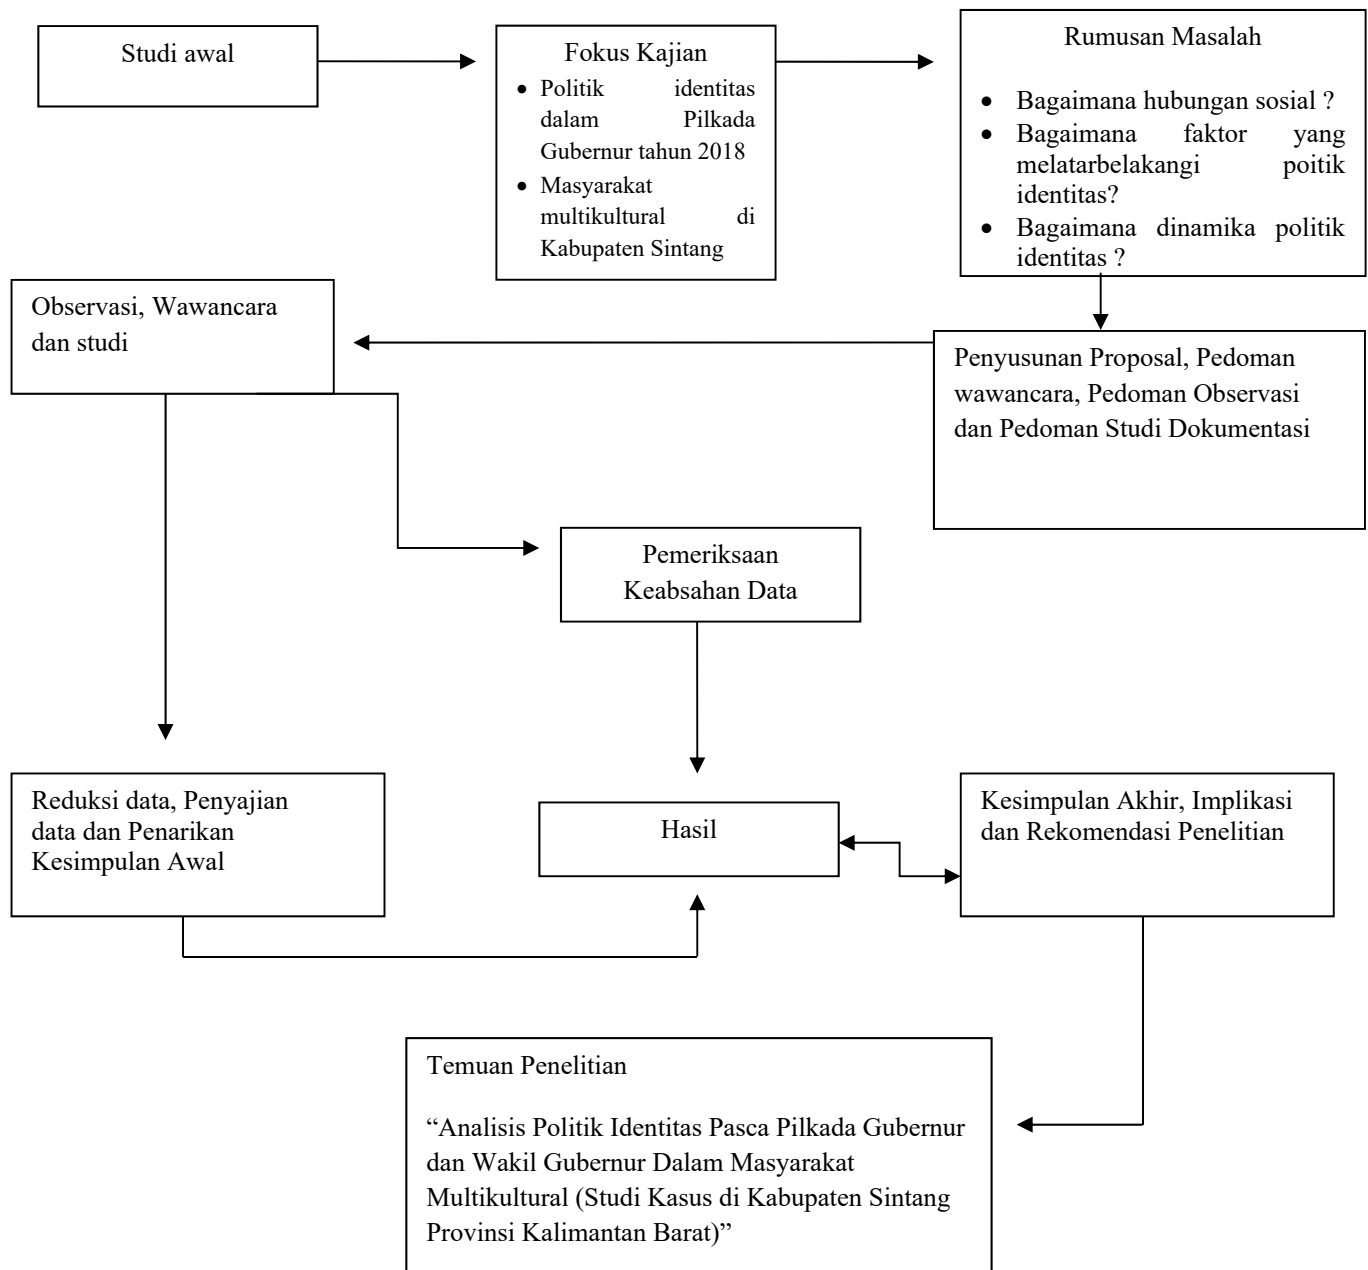 Studi awal
Fokus Kajian
• Politik identitas
dalam Pilkada
Gubernur tahun 2018
• Masyarakat
multikultural di
Kabupaten Sintang
Rumusan Masalah
• Bagaimana hubungan sosial ?
• Bagaimana faktor yang
melatarbelakangi poitik
identitas?
• Bagaimana dinamika politik
identitas ?
Observasi, Wawancara
dan studi
Penyusunan Proposal, Pedoman
wawancara, Pedoman Observasi
dan Pedoman Studi Dokumentasi
Pemeriksaan
Keabsahan Data
Reduksi data, Penyajian
data dan Penarikan
Kesimpulan Awal
Hasil
Kesimpulan Akhir, Implikasi
dan Rekomendasi Penelitian
Temuan Penelitian
“Analisis Politik Identitas Pasca Pilkada Gubernur
dan Wakil Gubernur Dalam Masyarakat
Multikultural (Studi Kasus di Kabupaten Sintang
Provinsi Kalimantan Barat)”